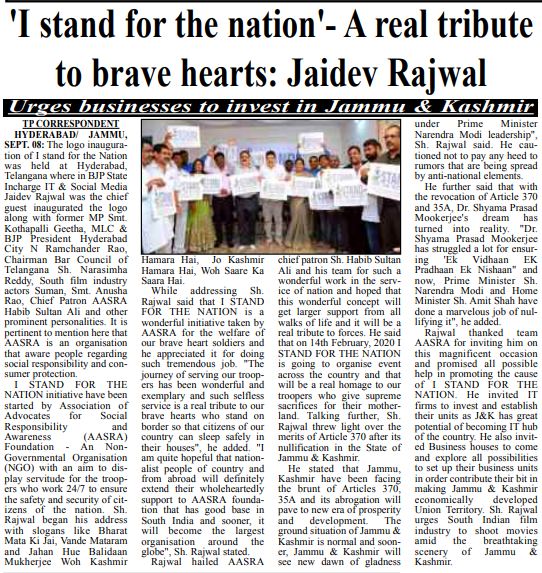 'I stand for the nation'- A real tribute
to brave hearts: Jaidev Rajwal
Urges businesses to invest in Jammu & Kashmir
TP CORRESPONDENT
HYDERABAD/ JAMMU,
SEPT. 08: The logo inaugura-
tion of I stand for the Nation
was held at Hyderabad,
Telangana where in BJP State
Incharge IT & Social Media
Jaidev Rajwal was the chief
guest inaugurated the logo
along with former MP Smt.
Kothapalli Geetha, MLC &
BJP President Hyderabad
City N Ramchander Rao,
Chairman Bar Council of
Telangana Sh. Narasimha
Reddy, South film industry
actors Suman, Smt. Anusha
Rao, Chief Patron AASRA
Habib Sultan Ali and other
prominent personalities. It is
pertinent to mention here that
AASRA is an organisation
that aware people regarding
social responsibility and con-
sumer protection.
I STAND FOR THE
NATION initiative have been
started by Association of
Advocates for Social
Responsibility and
Awareness (AASRA)
Foundation - An Non-
Governmental Organisation
(NGO) with an aim to dis-
play servitude for the troop-
ers who work 24/7 to ensure
the safety and security of cit-
izens of the nation. Sh.
Rajwal began his address
with slogans like Bharat
Mata Ki Jai, Vande Mataram
and Jahan Hue Balidaan
Mukherjee Woh Kashmir
Hamara Hai, Jo Kashmir
Hamara Hai, Woh Saare Ka
Saara Hai.
While addressing Sh.
Rajwal said that I STAND
FOR THE NATION is a
wonderful initiative taken by
AASRA for the welfare of
our brave heart soldiers and
he appreciated it for doing
such tremendous job. "The
journey of serving our troop-
ers has been wonderful and
exemplary and such selfless
service is a real tribute to our
brave hearts who stand on
border so that citizens of our
country can sleep safely in
their houses", he added. "I
am quite hopeful that nation-
alist people of country and
from abroad will definitely
extend their wholeheartedly
support to AASRA founda-
tion that has good base in
South India and sooner, it
will become the largest
organisation around the
globe", Sh. Rajwal stated.
Rajwal hailed AASRA
chief patron Sh. Habib Sultan
Ali and his team for such a
wonderful work in the serv-
ice of nation and hoped that
this wonderful concept will
get larger support from all
walks of life and it will be a
real tribute to forces. He said
that on 14th February, 2020 I
STAND FOR THE NATION
is going to organise event
across the country and that
will be a real homage to our
troopers who give supreme
sacrifices for their mother-
land. Talking further, Sh.
Rajwal threw light over the
merits of Article 370 after its
nullification in the State of
Jammu & Kashmir.
He stated that Jammu,
Kashmir have been facing
the brunt of Articles 370,
35A and its abrogation will
pave to new era of prosperity
and development. The
ground situation of Jammu &
Kashmir is normal and soon-
er, Jammu & Kashmir will
see new dawn of gladness
under Prime Minister
Narendra Modi leadership",
Sh. Rajwal said. He cau-
tioned not to pay any heed to
rumors that are being spread
by anti-national elements.
He further said that with
the revocation of Article 370
and 35A, Dr. Shyama Prasad
Mookerjee's dream has
turned into reality. "Dr.
Shyama Prasad Mookerjee
has struggled a lot for ensur-
ing 'Ek Vidhaan EK
Pradhaan Ek Nishaan" and
now, Prime Minister Sh.
Narendra Modi and Home
Minister Sh. Amit Shah have
done a marvelous job of nul-
lifying it", he added.
Rajwal thanked team
AASRA for inviting him on
this magnificent occasion
and promised all possible
help in promoting the cause
of I STAND FOR THE
NATION. He invited IT
firms to invest and establish
their units as J&K has great
potential of becoming IT hub
of the country. He also invit-
ed Business houses to come
and explore all possibilities
to set up their business units
in order contribute their bit in
making Jammu & Kashmir
economically developed
Union Territory. Sh. Rajwal
urges South Indian film
industry to shoot movies
amid the breathtaking
scenery of Jammu &
Kashmir.